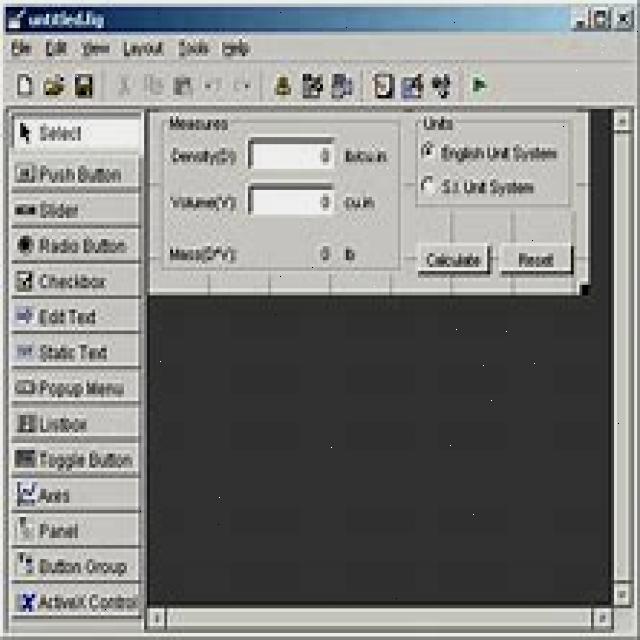 untitled.fig
File Edit View Layout Tools Help
Select
Push Button
Slider
Radio Button
Checkbox
Edit Text
Static Text
Popup Menu
Listbox
Toggle Button
Axes
Panel
Button Group
ActiveX Control
Measures
Density(D): 0 lb/cu.in
Volume(V): 0 cu.in
Mass(D*V): 0 lb
Units
English Unit System
S.I. Unit System
Calculate Reset